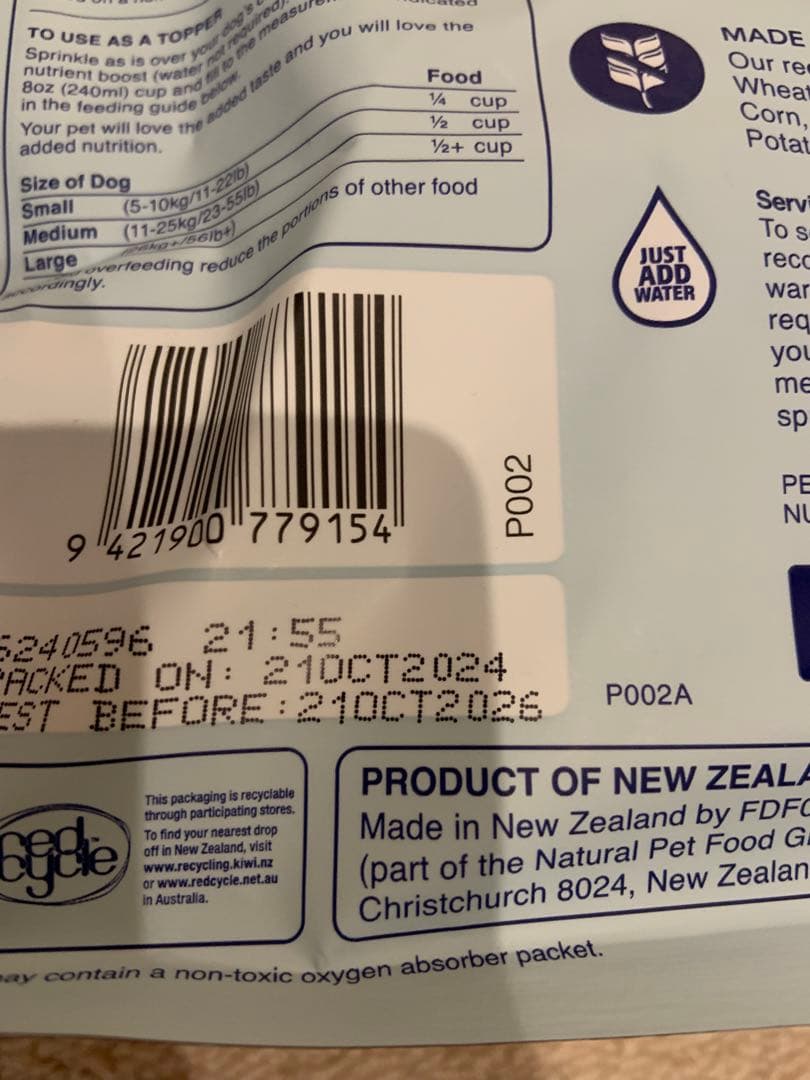 TO USE AS A TOPPER
Sprinkle as is over your dog's
nutrient boost (water not required).
8oz (240ml) cup and fill to the
in the feeding guide below.
Your pet will love the added taste and you will love the
added nutrition.
Size of Dog
Food
Small (5-10kg/11-22lb) ¼ cup
Medium (11-25kg/23-55lb) ½ cup
Large ½+ cup
overfeeding reduce the portions of other food
accordingly.
9 421900 779154
P002
240596 21:55
PACKED ON: 21OCT2024
EST BEFORE:21OCT2026
P002A
This packaging is recyclable
through participating stores.
To find your nearest drop
off in New Zealand, visit
www.recycling.kiwi.nz
or www.redcycle.net.au
in Australia.
red
cycle
PRODUCT OF NEW ZEALA
Made in New Zealand by FDFC
(part of the Natural Pet Food G
Christchurch 8024, New Zealan
may contain a non-toxic oxygen absorber packet.
MADE
Our re
Wheat
Corn,
Potat
JUST
ADD
WATER
Servi
To s
reco
war
req
you
me
sp
PE
NU